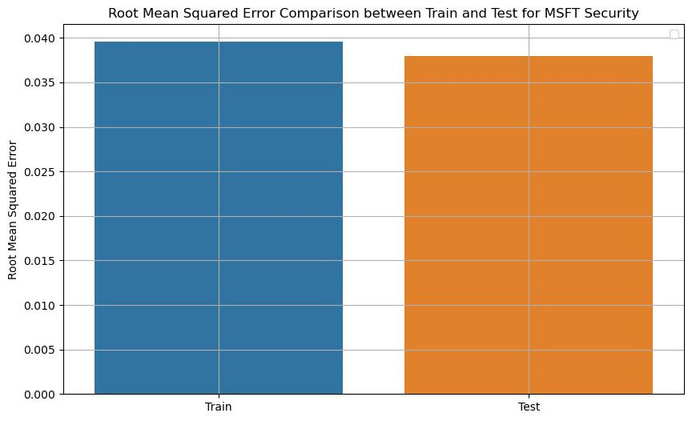 Root Mean Squared Error Comparison between Train and Test for MSFT Security
Root Mean Squared Error
0.040
0.035
0.030
0.025
0.020
0.015
0.010
0.005
0.000
Train
Test